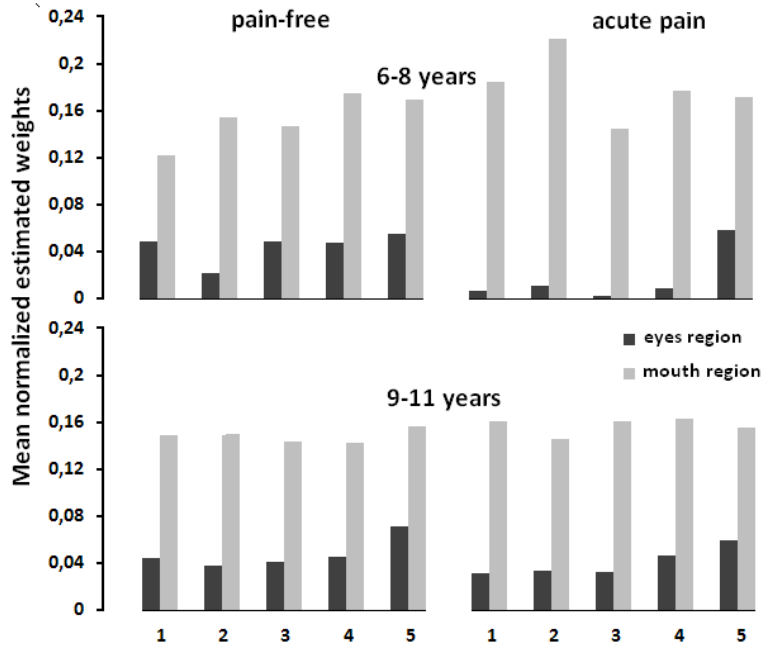 pain-free acute pain
6-8 years
0,24
0,2
0,16
0,12
0,08
0,04
0
Mean normalized estimated weights
eyes region
mouth region
9-11 years
0,24
0,2
0,16
0,12
0,08
0,04
0
1 2 3 4 5 1 2 3 4 5